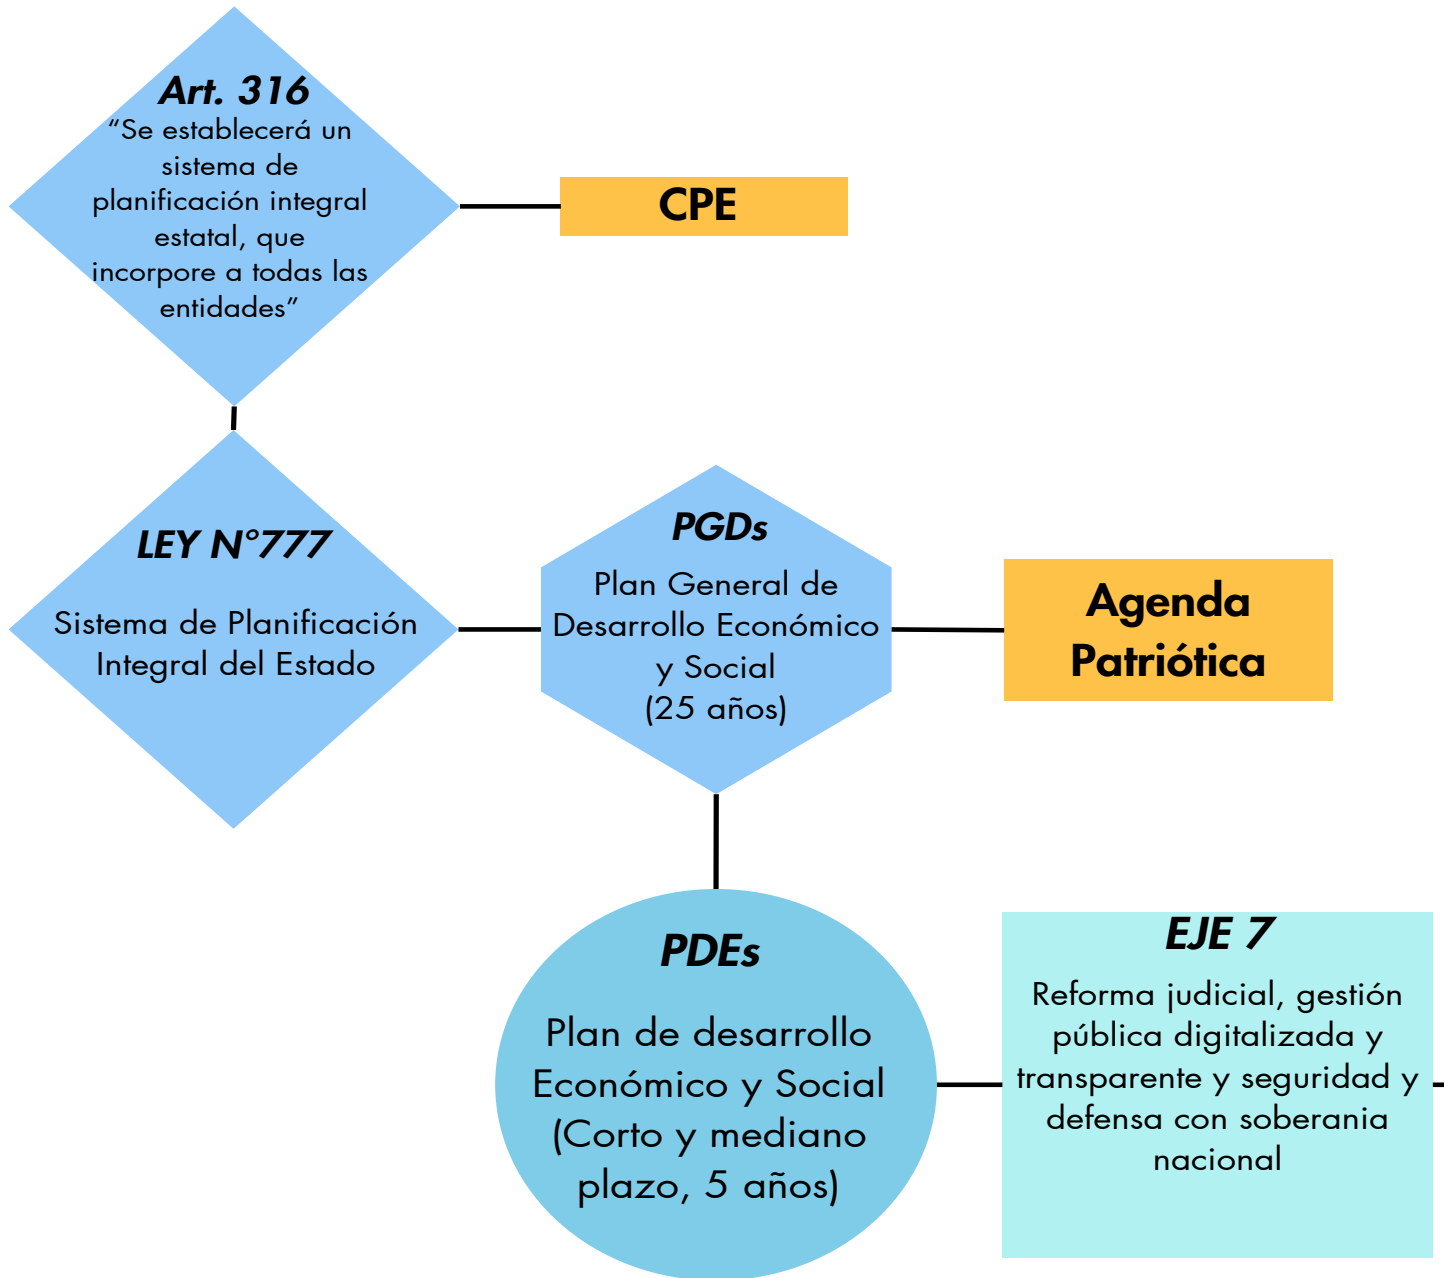 Art. 316
“Se establecerá un
sistema de
planificación integral
estatal, que
incorpore a todas las
entidades”
CPE
LEY N°777
Sistema de Planificación
Integral del Estado
PGDs
Plan General de
Desarrollo Económico
y Social
(25 años)
Agenda
Patriótica
PDEs
Plan de desarrollo
Económico y Social
(Corto y mediano
plazo, 5 años)
EJE 7
Reforma judicial, gestión
pública digitalizada y
transparente y seguridad y
defensa con soberania
nacional